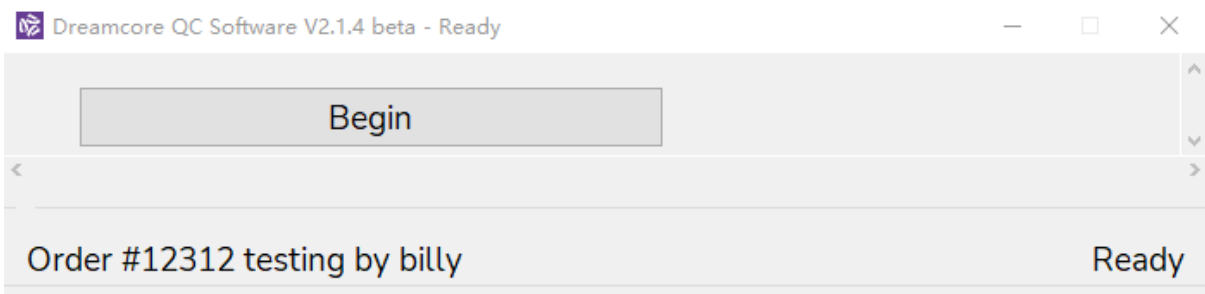 Dreamcore QC Software V2.1.4 beta - Ready
Begin
Order #12312 testing by billy Ready